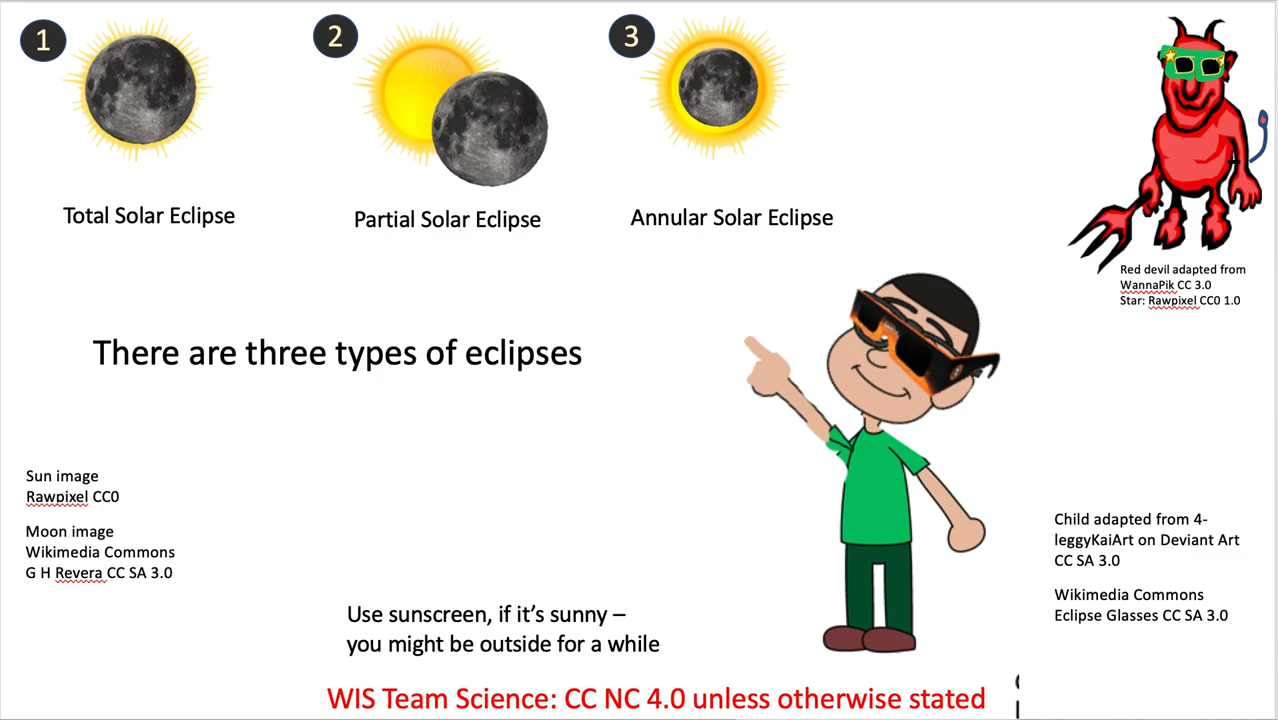 1
2
3
Total Solar Eclipse
Partial Solar Eclipse
Annular Solar Eclipse
Red devil adapted from
WannaPik CC 3.0
Star: Rawpixel CC0 1.0
There are three types of eclipses
Sun image
Rawpixel CC0
Moon image
Wikimedia Commons
G H Revera CC SA 3.0
Child adapted from 4-
leggyKaiArt on Deviant Art
CC SA 3.0
Wikimedia Commons
Eclipse Glasses CC SA 3.0
Use sunscreen, if it’s sunny –
you might be outside for a while
WIS Team Science: CC NC 4.0 unless otherwise stated